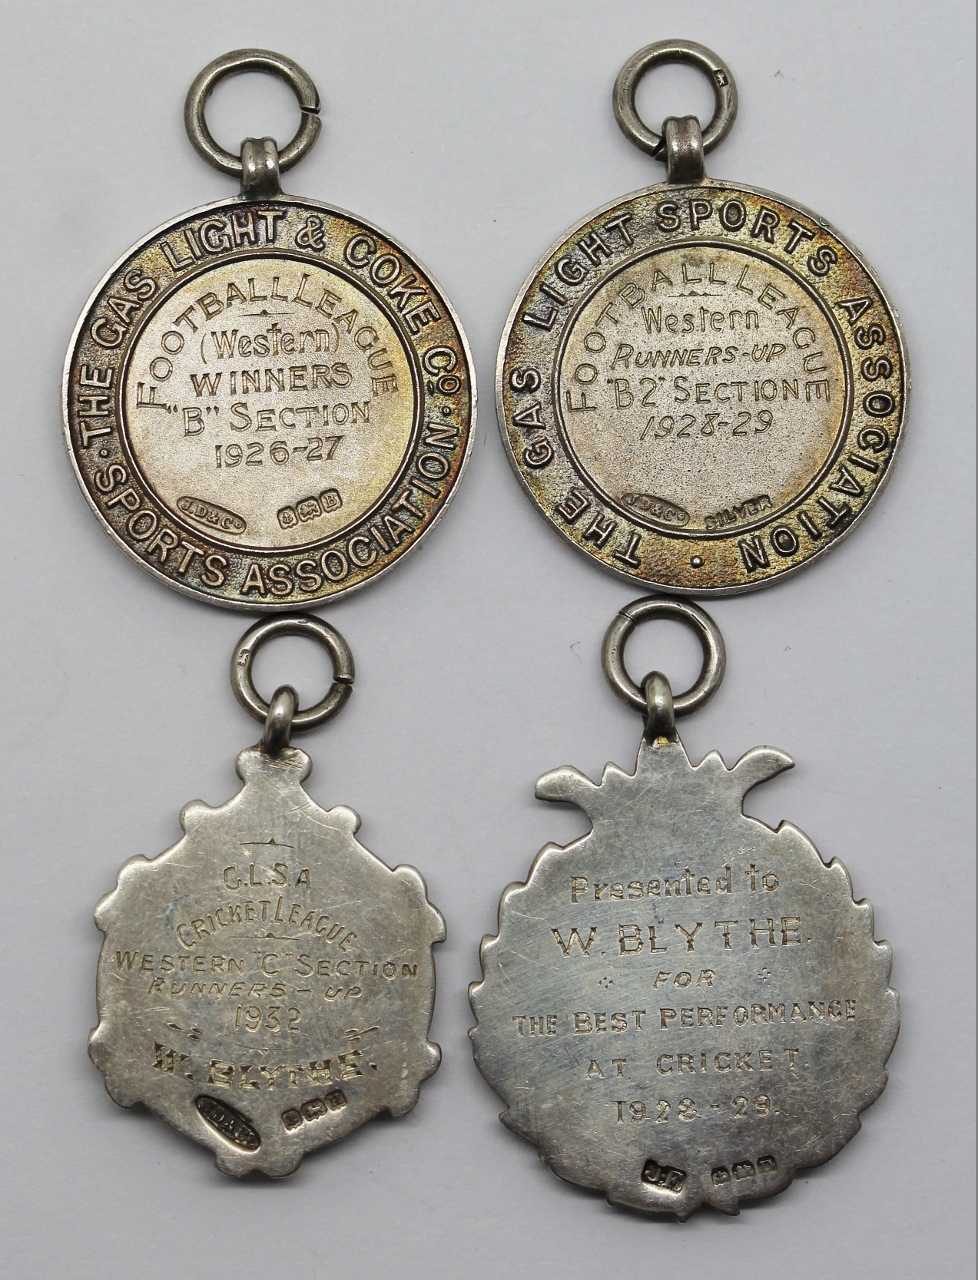 THE GAS LIGHT & COKE Co. SPORTS ASSOCIATION
FOOTBALL LEAGUE
(Western)
WINNERS
"B" SECTION
1926-27
J.D&Co
THE GAS LIGHT SPORTS ASSOCIATION
FOOTBALL LEAGUE
Western
RUNNERS-UP
"B2" SECTION
1928-29
J.D&Co SILVER
G.L.S.A
CRICKET LEAGUE
WESTERN "C" SECTION
RUNNERS-UP
1932
W. BLYTHE.
Presented to
W. BLYTHE.
FOR
THE BEST PERFORMANCE
AT CRICKET.
1928-29.
J.F